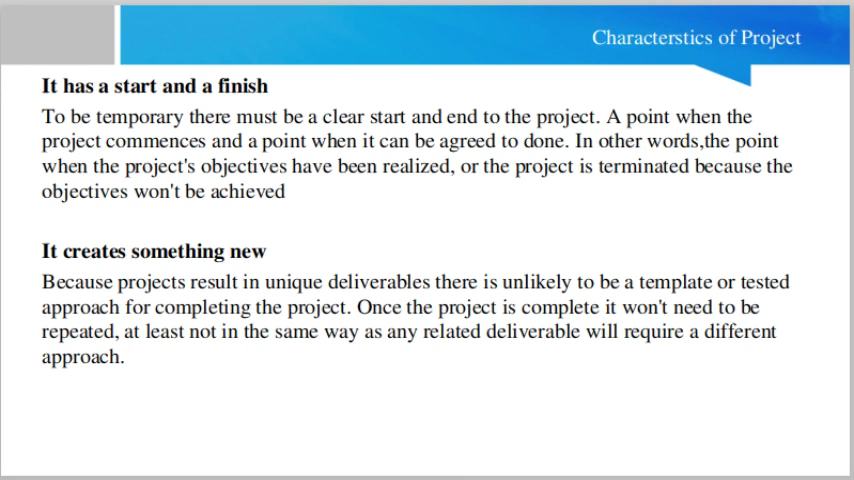 Characterstics of Project
It has a start and a finish
To be temporary there must be a clear start and end to the project. A point when the
project commences and a point when it can be agreed to done. In other words,the point
when the project's objectives have been realized, or the project is terminated because the
objectives won't be achieved
It creates something new
Because projects result in unique deliverables there is unlikely to be a template or tested
approach for completing the project. Once the project is complete it won't need to be
repeated, at least not in the same way as any related deliverable will require a different
approach.